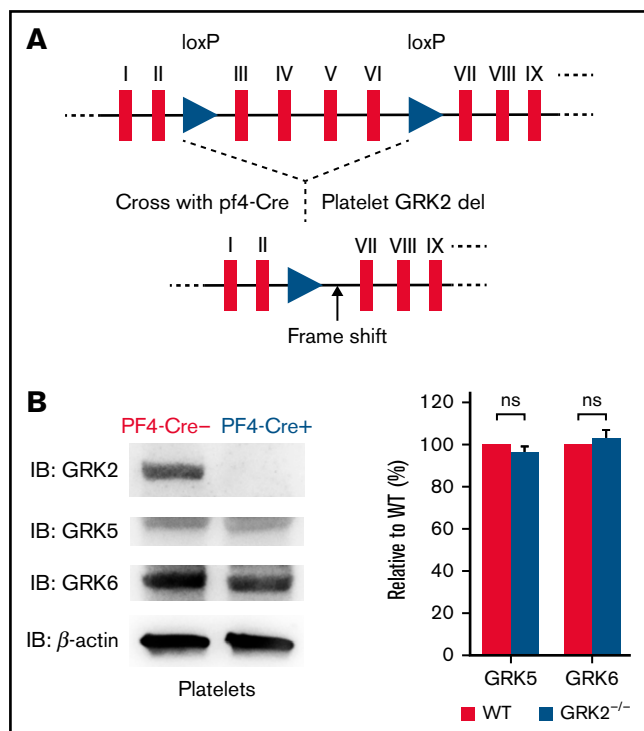 A
loxP loxP
I II III IV V VI VII VIII IX
Cross with pf4-Cre Platelet GRK2 del
I II VII VIII IX
Frame shift
B
PF4-Cre− PF4-Cre+
IB: GRK2
IB: GRK5
IB: GRK6
IB: β-actin
Platelets
Relative to WT (%)
120
100
80
60
40
20
0
ns ns
GRK5 GRK6
WT GRK2−/−